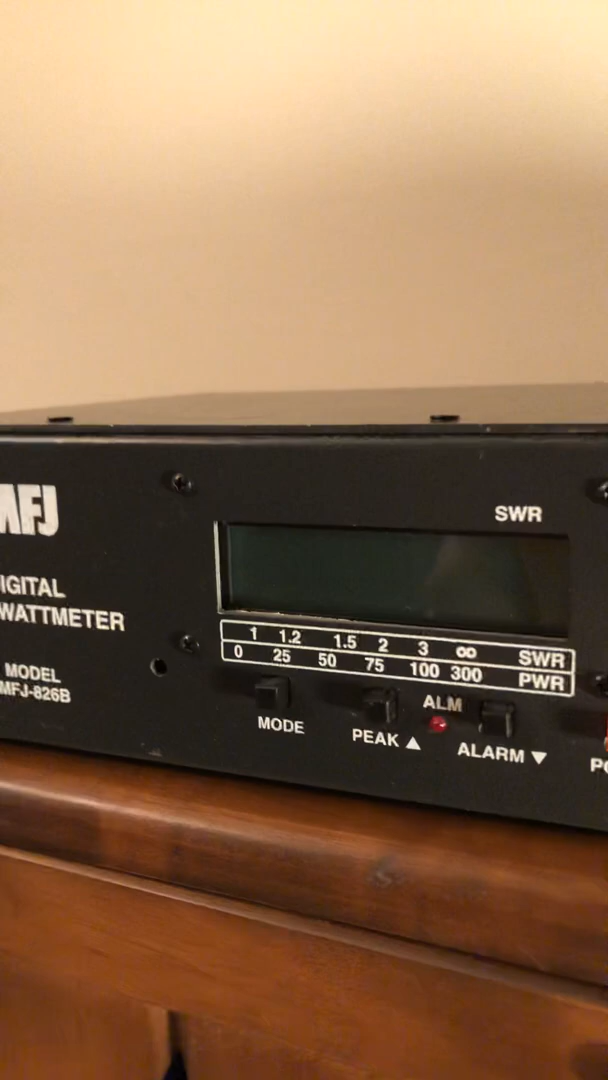 MFJ
DIGITAL
WATTMETER
MODEL
MFJ-826B
SWR
1 1.2 1.5 2 3 ∞ SWR
0 25 50 75 100 300 PWR
MODE
PEAK ▲
ALM
ALARM ▼